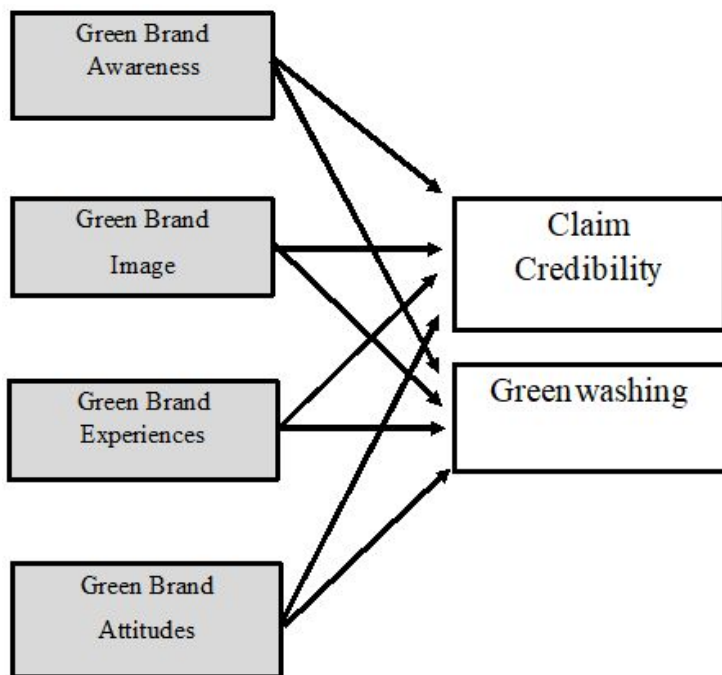 Green Brand
Awareness
Green Brand
Image
Green Brand
Experiences
Green Brand
Attitudes
Claim
Credibility
Greenwashing